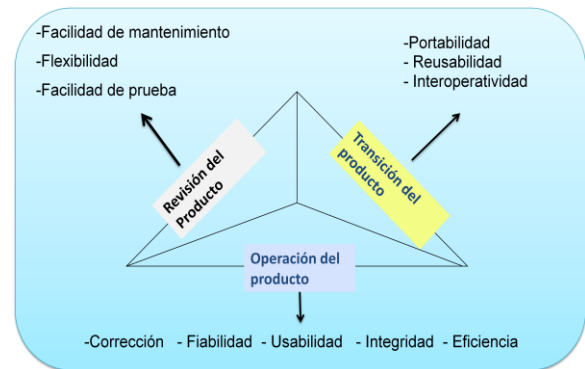 -Facilidad de mantenimiento
-Flexibilidad
-Facilidad de prueba
-Portabilidad
- Reusabilidad
- Interoperatividad
Revisión del
Producto
Transición del
producto
Operación del
producto
-Corrección - Fiabilidad - Usabilidad - Integridad - Eficiencia